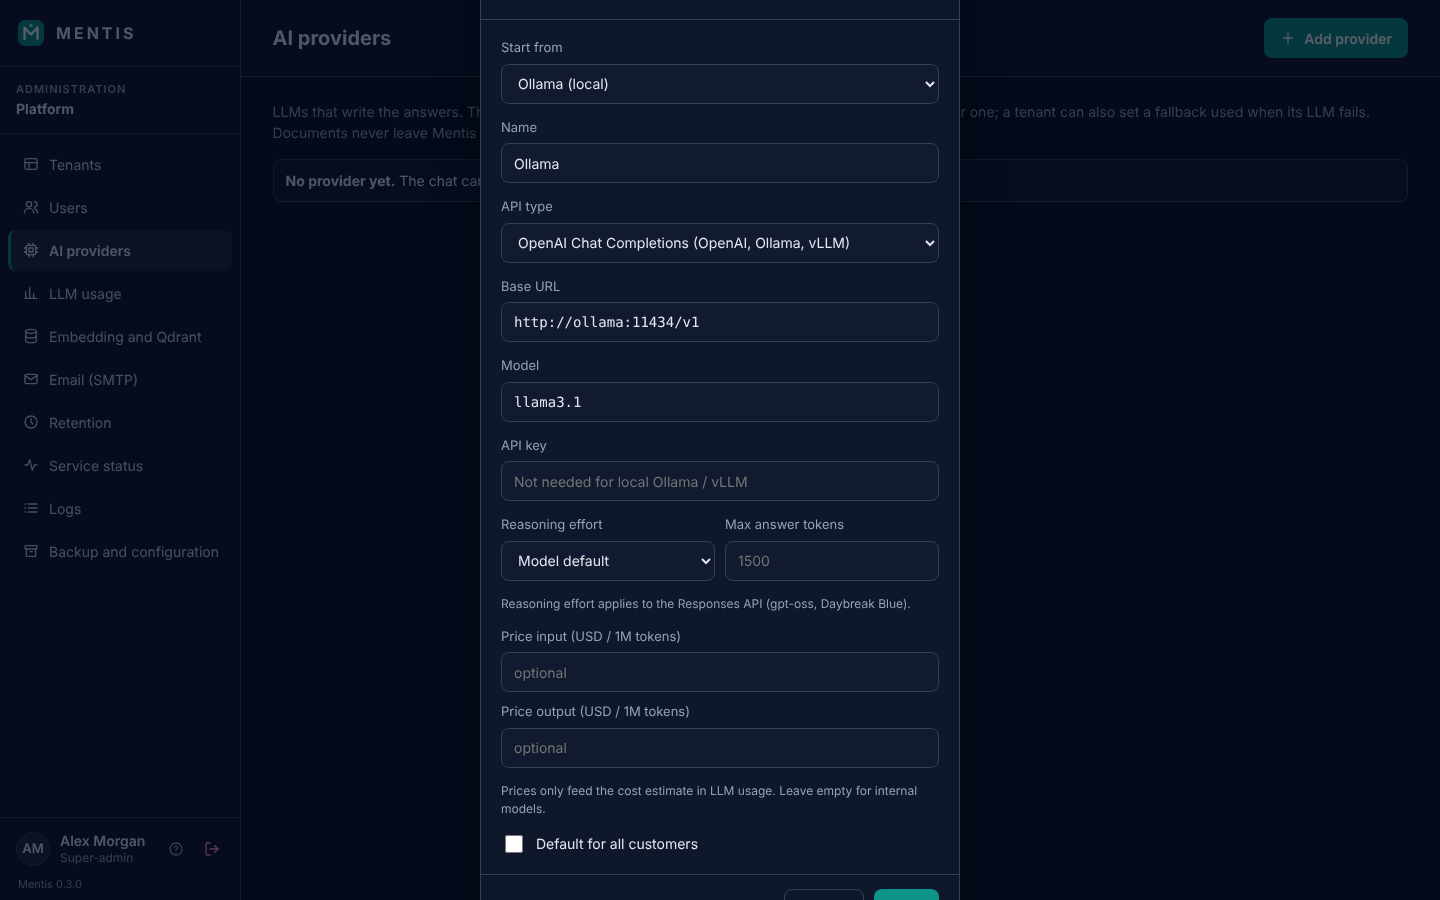 MENTIS
ADMINISTRATION
Platform
Tenants
Users
AI providers
LLM usage
Embedding and Qdrant
Email (SMTP)
Retention
Service status
Logs
Backup and configuration
AM
Alex Morgan
Super-admin
Mentis 0.3.0
AI providers
Add provider
LLMs that write the answers.
r one; a tenant can also set a fallback used when its LLM fails.
Documents never leave Mentis
No provider yet. The chat
Start from
Ollama (local)
Name
Ollama
API type
OpenAI Chat Completions (OpenAI, Ollama, vLLM)
Base URL
http://ollama:11434/v1
Model
llama3.1
API key
Not needed for local Ollama / vLLM
Reasoning effort
Max answer tokens
Model default
1500
Reasoning effort applies to the Responses API (gpt-oss, Daybreak Blue).
Price input (USD / 1M tokens)
optional
Price output (USD / 1M tokens)
optional
Prices only feed the cost estimate in LLM usage. Leave empty for internal
models.
Default for all customers